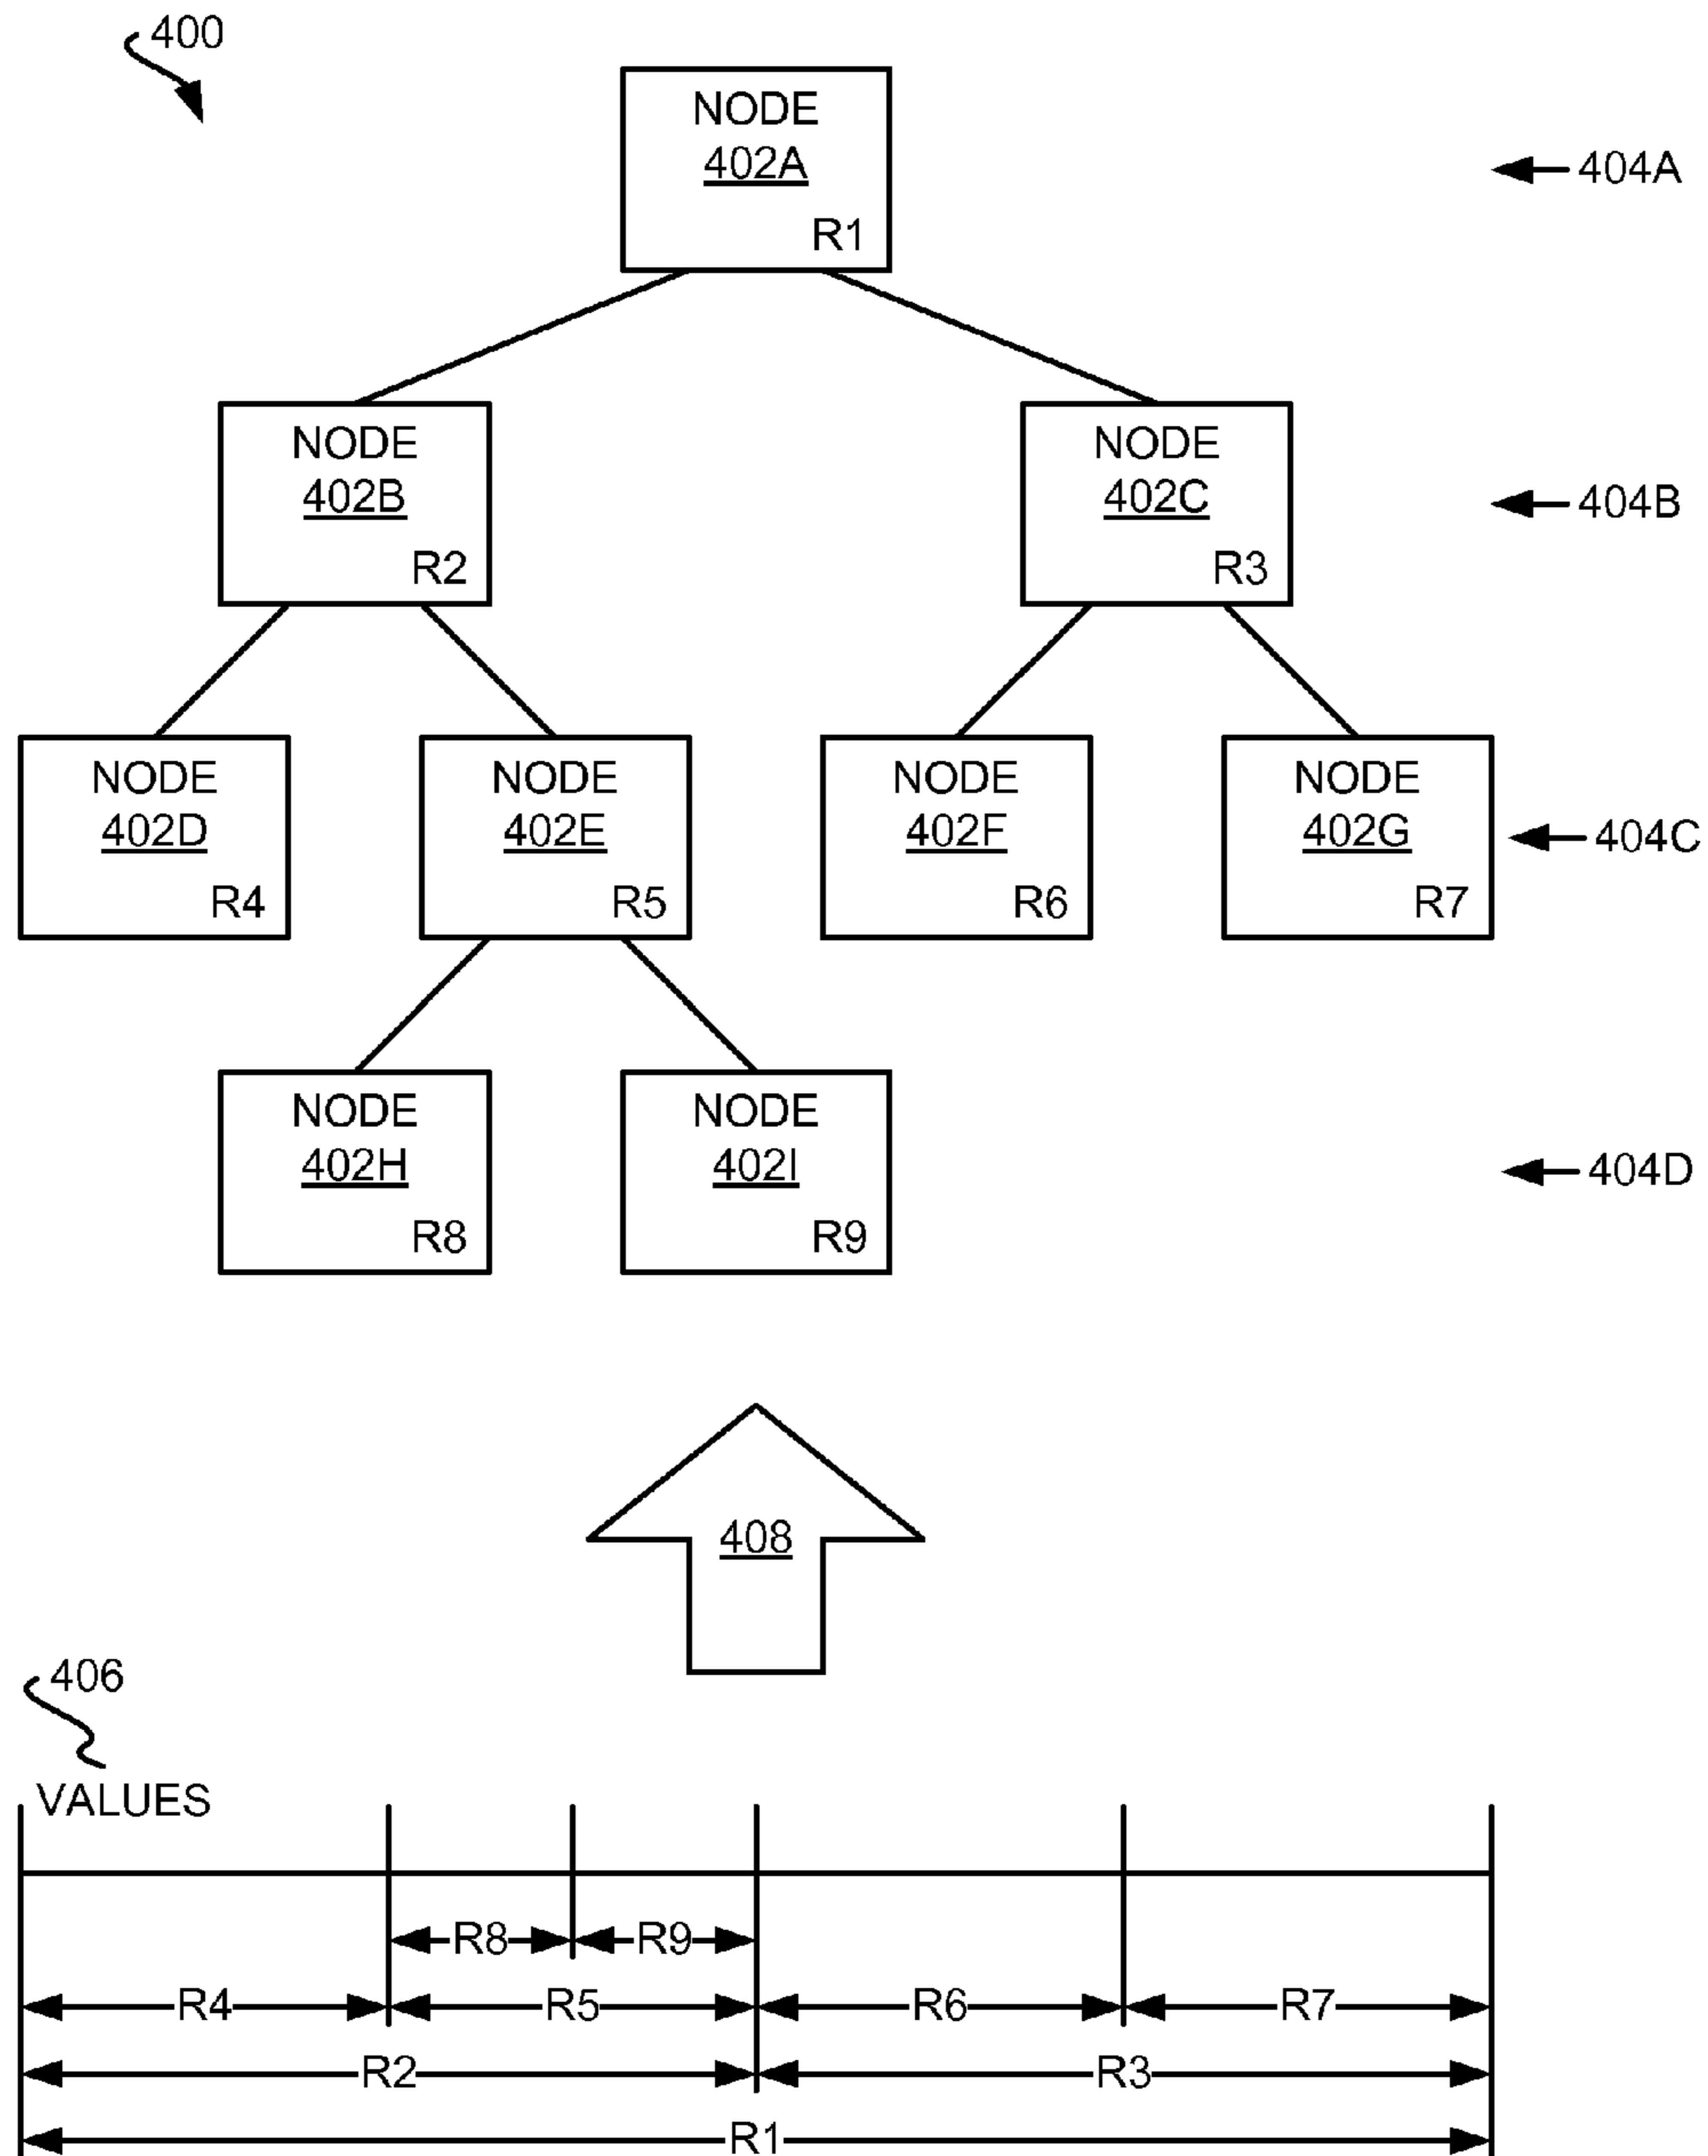 400
NODE
402A
R1
404A
NODE
402B
R2
NODE
402C
R3
404B
NODE
402D
R4
NODE
402E
R5
NODE
402F
R6
NODE
402G
R7
404C
NODE
402H
R8
NODE
402I
R9
404D
408
406
VALUES
R8 R9
R4 R5 R6 R7
R2 R3
R1